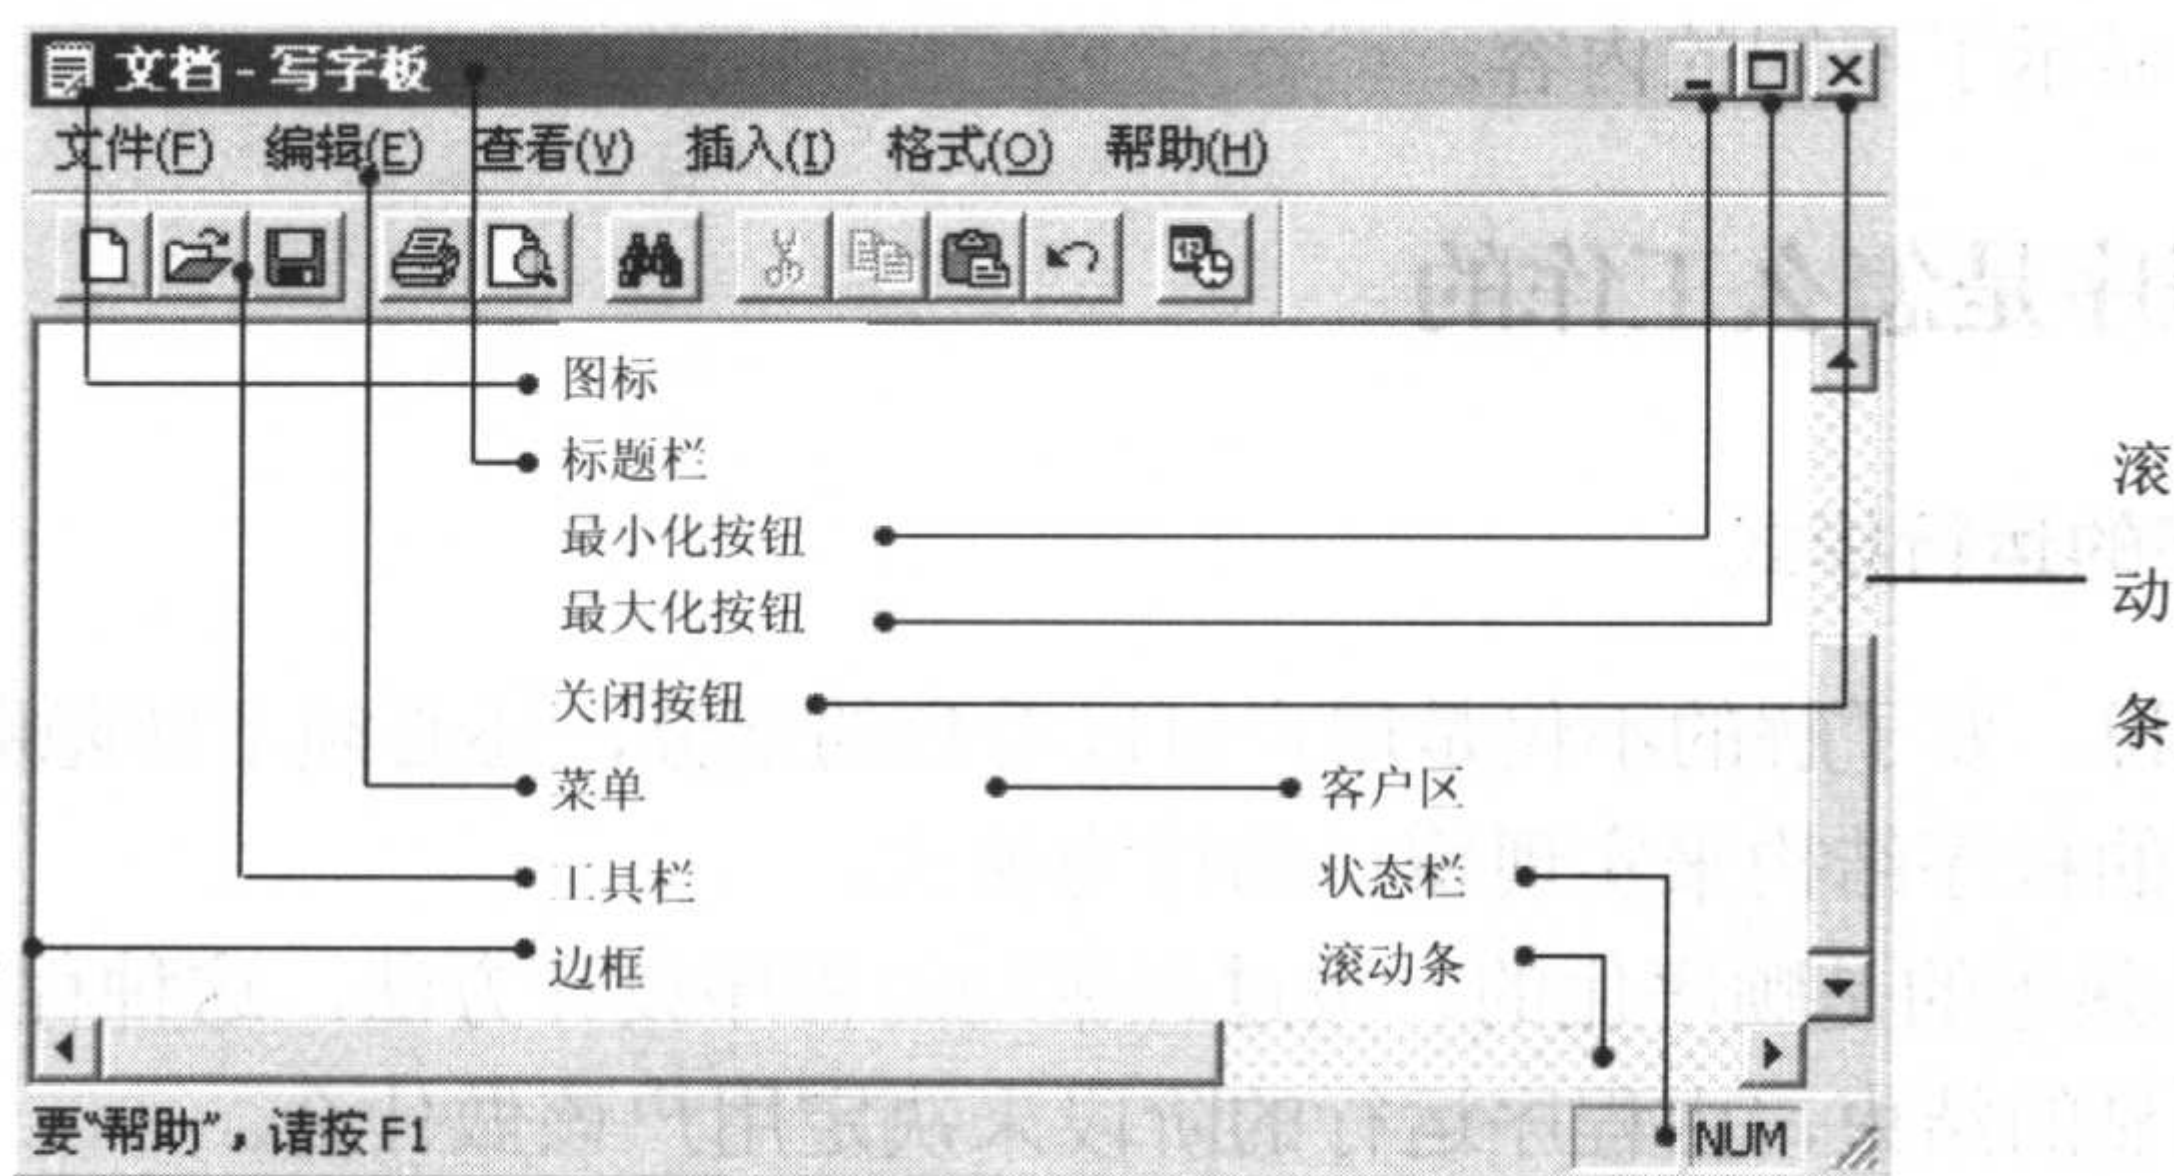 文档 - 写字板
文件(F) 编辑(E) 查看(V) 插入(I) 格式(O) 帮助(H)
图标
标题栏
最小化按钮
最大化按钮
关闭按钮
菜单
客户区
工具栏
状态栏
边框
滚动条
滚动条
要“帮助”，请按 F1
NUM